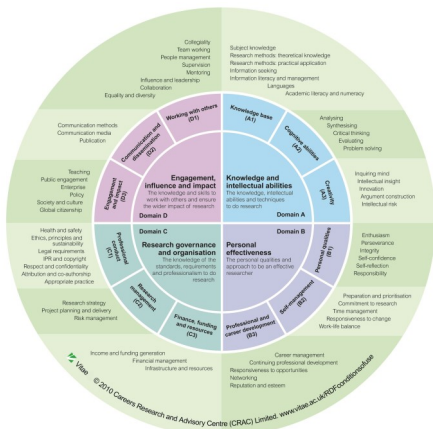 Collegiality
Team working
People management
Supervision
Mentoring
Influence and leadership
Collaboration
Equality and diversity
Subject knowledge
Research methods: theoretical knowledge
Research methods: practical application
Information seeking
Information literacy and management
Languages
Academic literacy and numeracy
Communication methods
Communication media
Publication
Analysing
Synthesising
Critical thinking
Evaluating
Problem solving
Teaching
Public engagement
Enterprise
Policy
Society and culture
Global citizenship
Inquiring mind
Intellectual insight
Innovation
Argument construction
Intellectual risk
Working with others
(D1)
Communication and
dissemination
(D2)
Engagement
and impact
(D3)
Knowledge base
(A1)
Cognitive abilities
(A2)
Creativity
(A3)
Engagement,
influence and impact
The knowledge and skills
to work with others and ensure
the wider impact of research
Domain D
Knowledge and
intellectual abilities
The knowledge, intellectual
abilities and techniques
to do research
Domain A
Domain C
Research governance
and organisation
The knowledge of the
standards, requirements
and professionalism to do
research
Domain B
Personal
effectiveness
The personal qualities and
approach to be an effective
researcher
Professional
conduct
(C1)
Research
management
(C2)
Finance, funding
and resources
(C3)
Personal qualities
(B1)
Self-management
(B2)
Professional and
career development
(B3)
Health and safety
Ethics, principles and
sustainability
Legal requirements
IPR and copyright
Respect and confidentiality
Attribution and co-authorship
Appropriate practice
Enthusiasm
Perseverance
Integrity
Self-confidence
Self-reflection
Responsibility
Research strategy
Project planning and delivery
Risk management
Preparation and prioritisation
Commitment to research
Time management
Responsiveness to change
Work-life balance
Income and funding generation
Financial management
Infrastructure and resources
Career management
Continuing professional development
Responsiveness to opportunities
Networking
Reputation and esteem
Vitae
© 2010 Careers Research and Advisory Centre (CRAC) Limited. www.vitae.ac.uk/RDFconditionsofuse